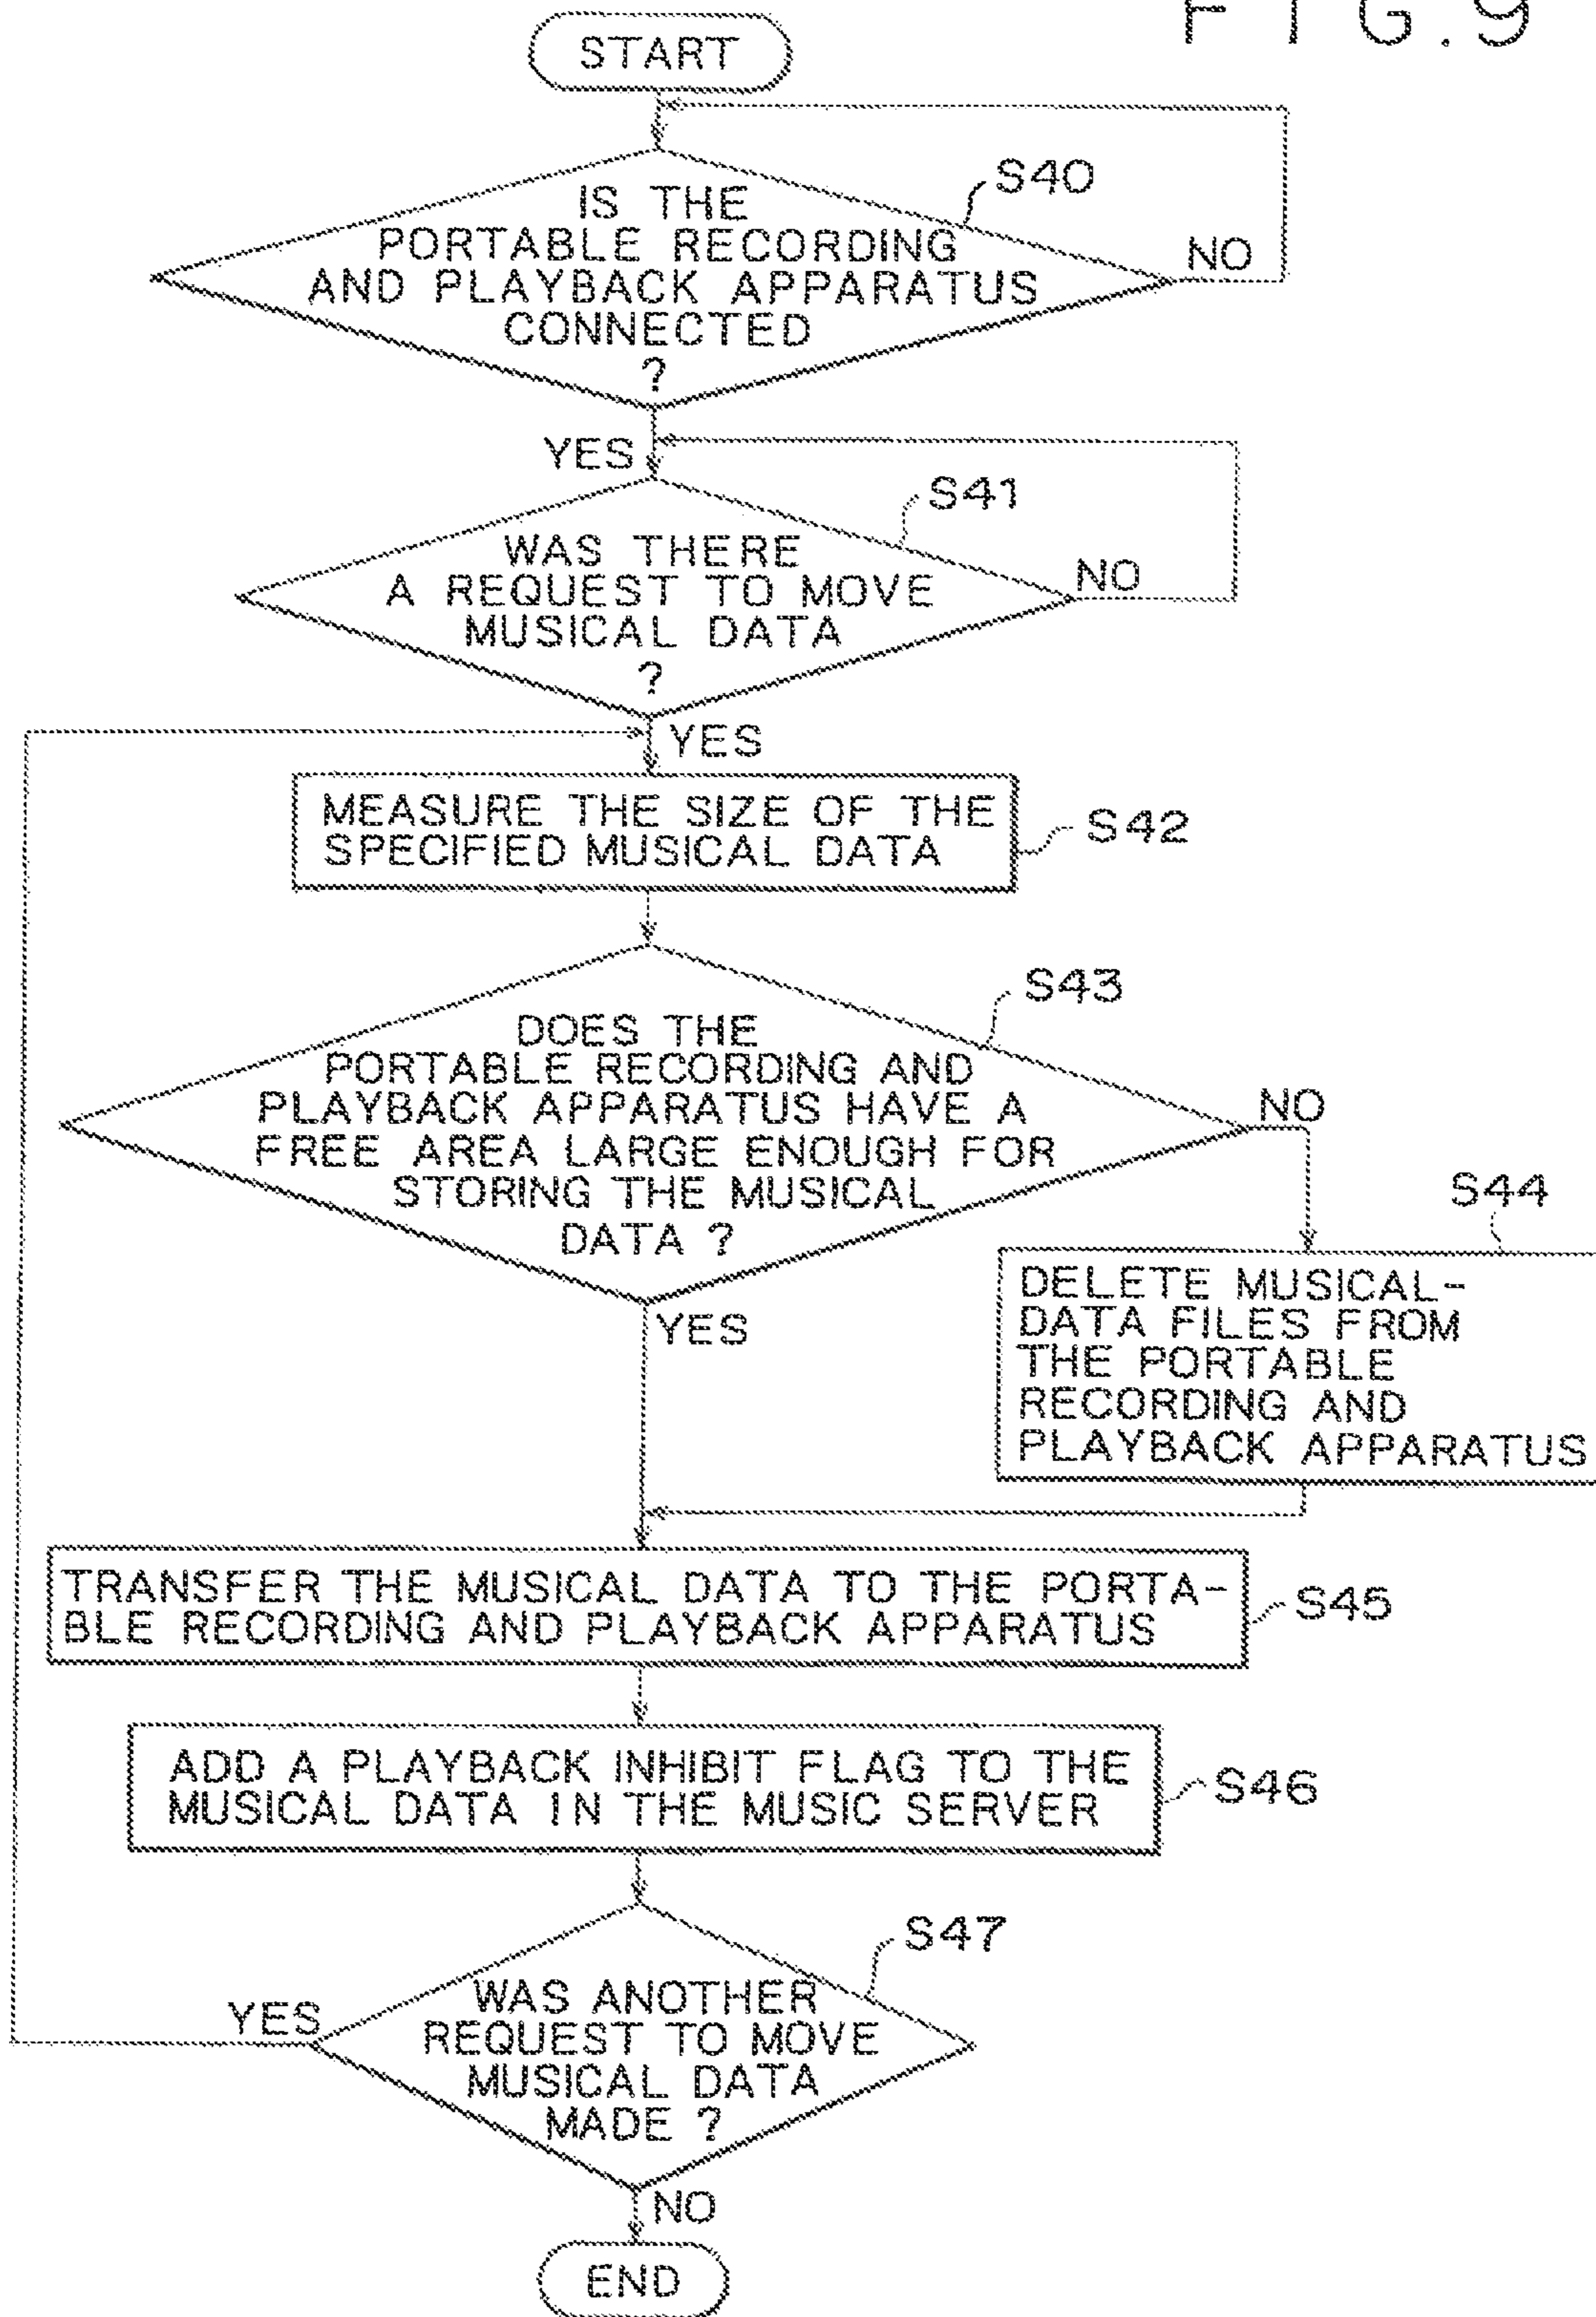 FIG.9
START
S40
IS THE
PORTABLE RECORDING
AND PLAYBACK APPARATUS
CONNECTED
?
NO
YES
S41
WAS THERE
A REQUEST TO MOVE
MUSICAL DATA
?
NO
YES
MEASURE THE SIZE OF THE
SPECIFIED MUSICAL DATA
S42
S43
DOES THE
PORTABLE RECORDING AND
PLAYBACK APPARATUS HAVE A
FREE AREA LARGE ENOUGH FOR
STORING THE MUSICAL
DATA ?
NO
YES
S44
DELETE MUSICAL-
DATA FILES FROM
THE PORTABLE
RECORDING AND
PLAYBACK APPARATUS
TRANSFER THE MUSICAL DATA TO THE PORTA-
BLE RECORDING AND PLAYBACK APPARATUS
S45
ADD A PLAYBACK INHIBIT FLAG TO THE
MUSICAL DATA IN THE MUSIC SERVER
S46
S47
WAS ANOTHER
REQUEST TO MOVE
MUSICAL DATA
MADE ?
YES
NO
END